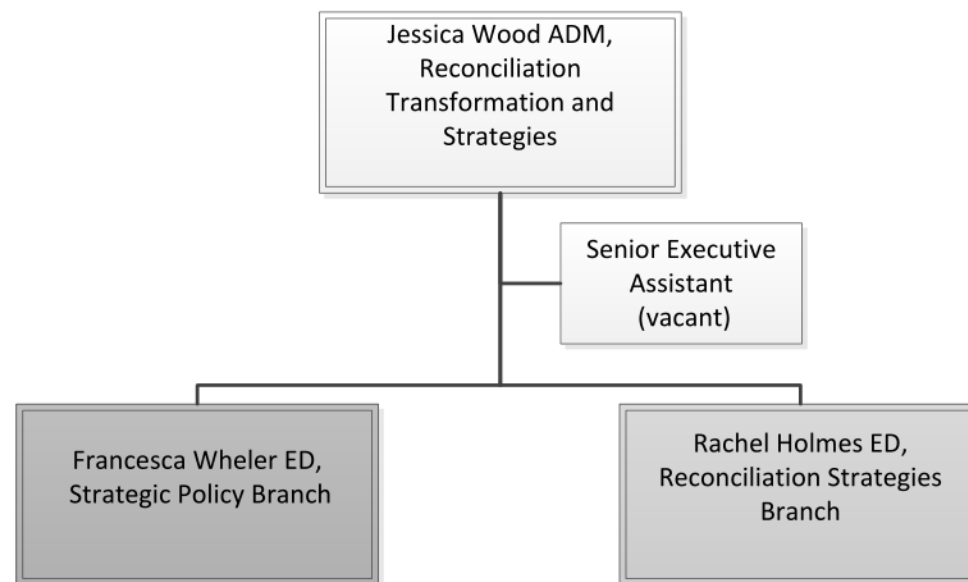 Jessica Wood ADM,
Reconciliation
Transformation and
Strategies
Senior Executive
Assistant
(vacant)
Francesca Wheler ED,
Strategic Policy Branch
Rachel Holmes ED,
Reconciliation Strategies
Branch